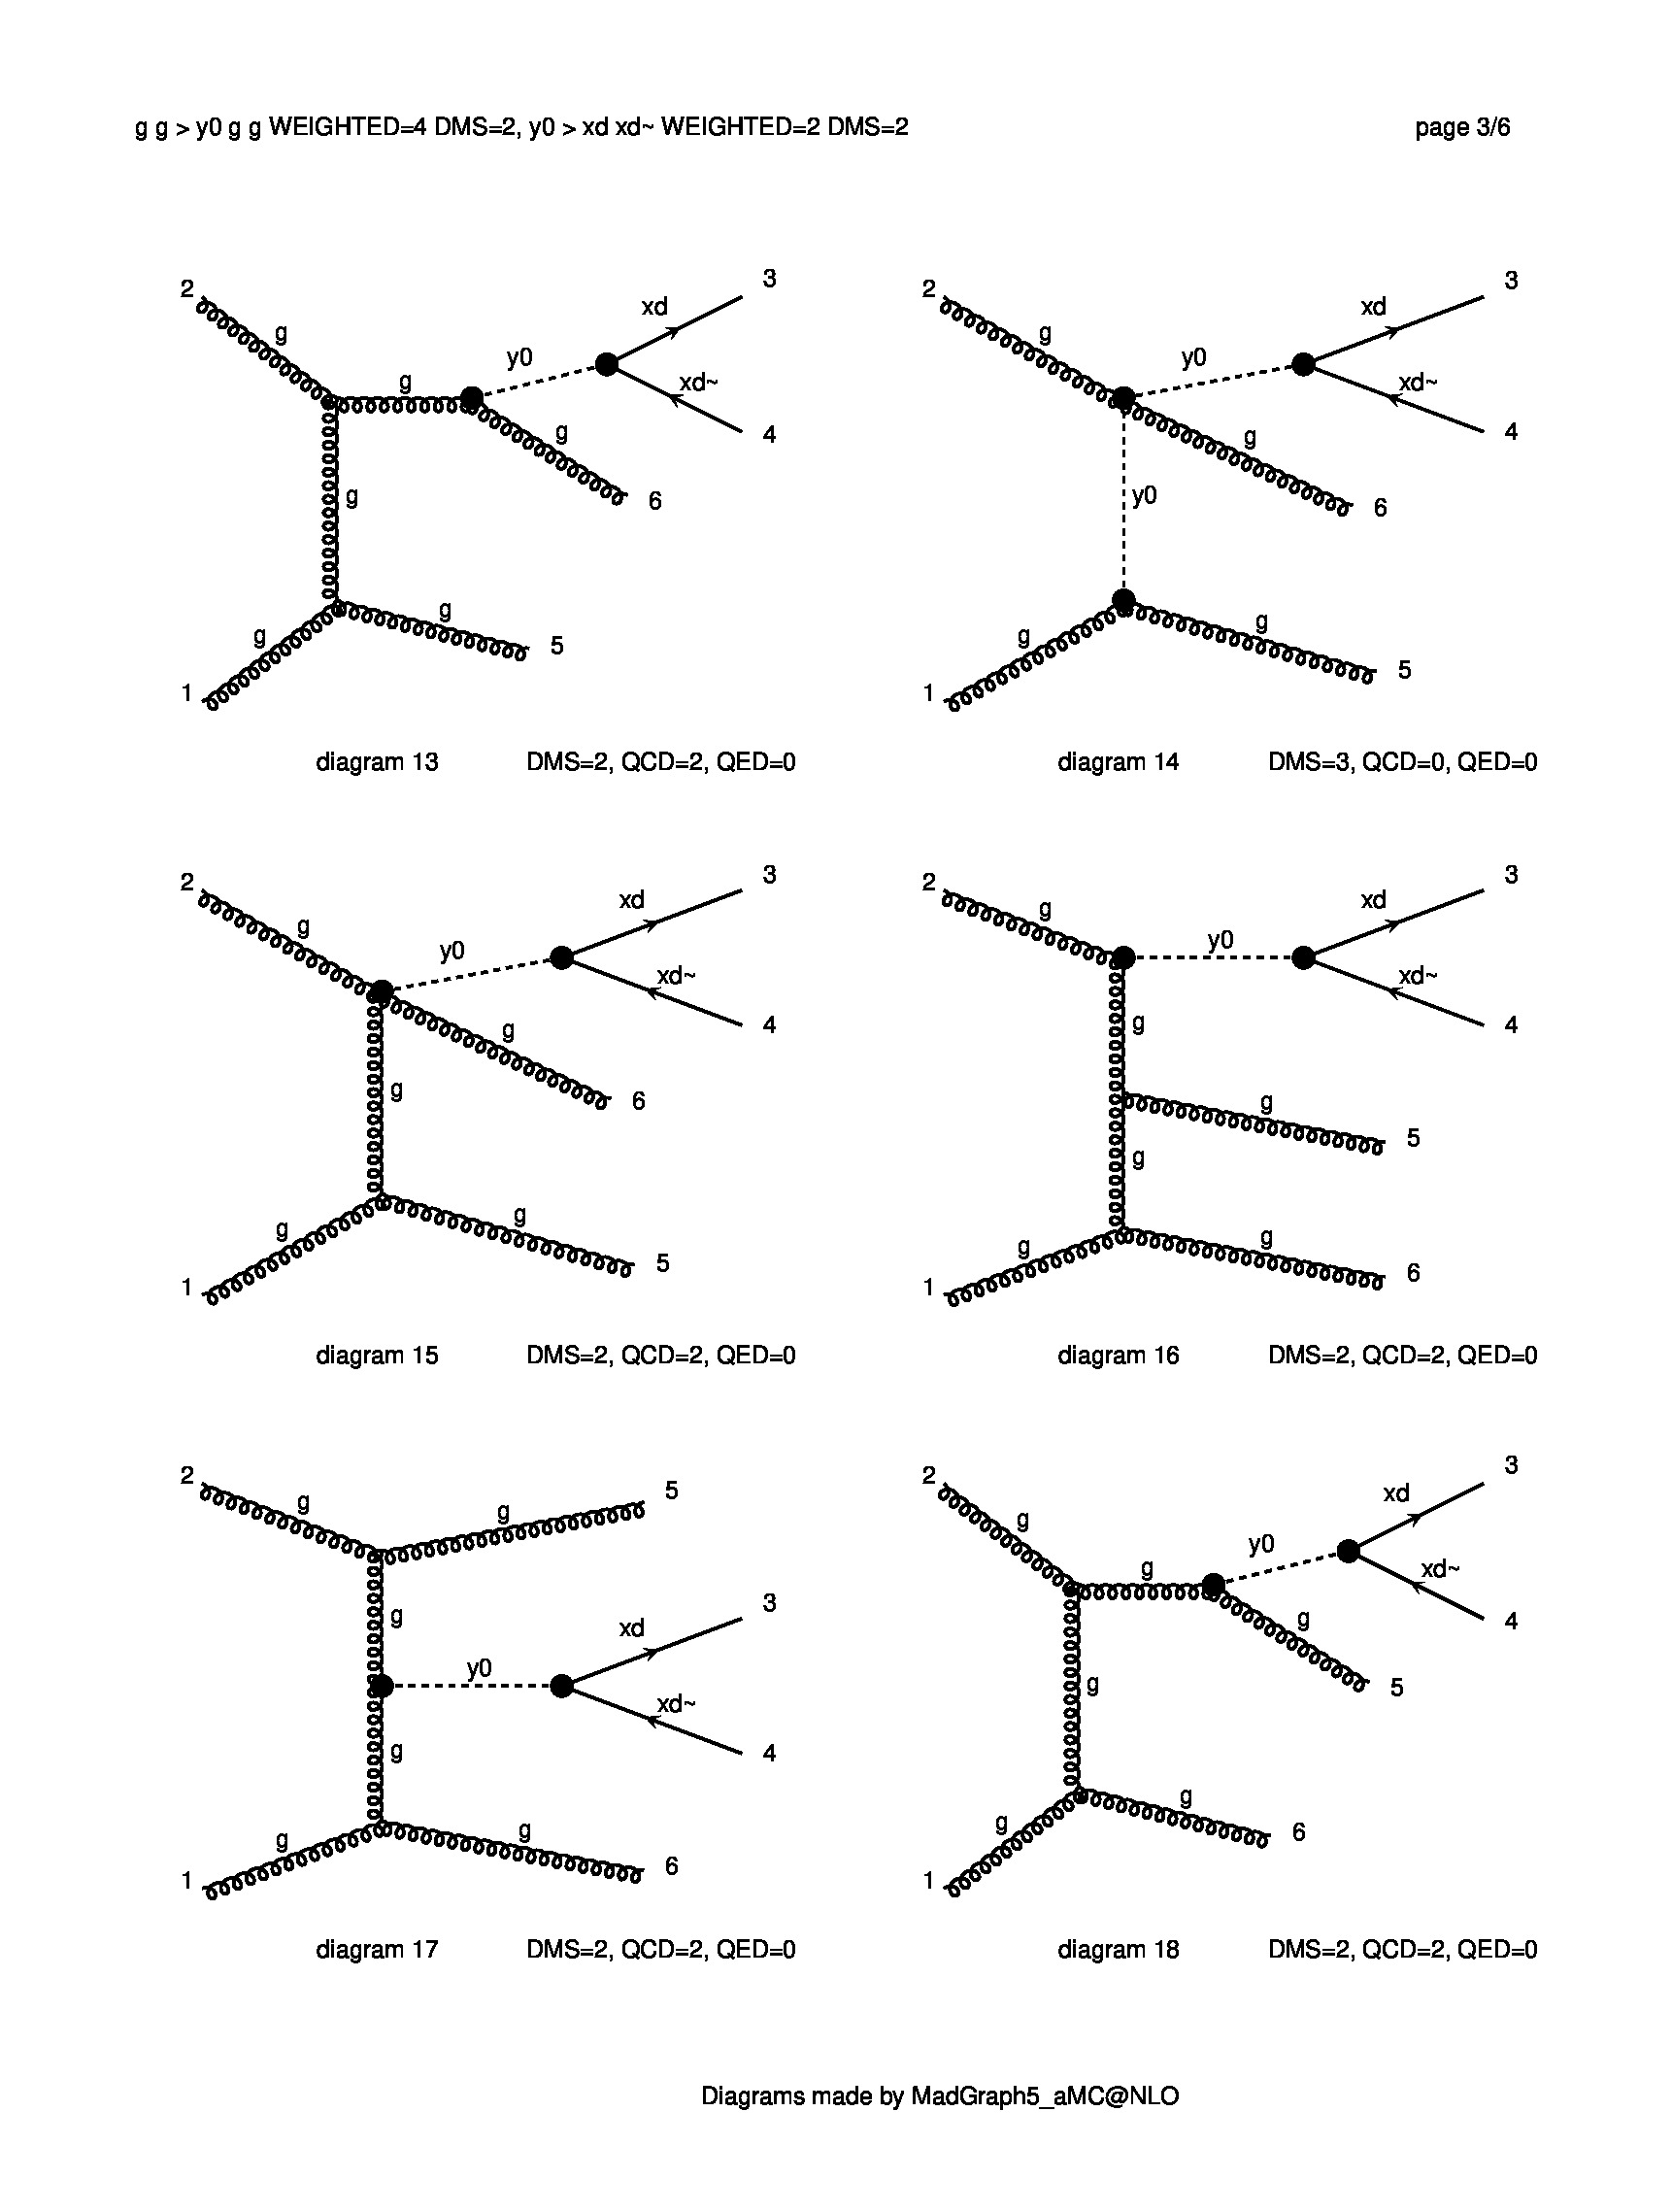 g g > y0 g g WEIGHTED=4 DMS=2, y0 > xd xd~ WEIGHTED=2 DMS=2 page 3/6
2
g
g
y0
xd
3
xd~
4
g
6
g
g
5
g
1
diagram 13 DMS=2, QCD=2, QED=0
2
g
y0
xd
3
xd~
4
g
6
y0
g
5
g
1
diagram 14 DMS=3, QCD=0, QED=0
2
g
y0
xd
3
xd~
4
g
6
g
g
5
g
1
diagram 15 DMS=2, QCD=2, QED=0
2
g
y0
xd
3
xd~
4
g
g
5
g
g
6
g
1
diagram 16 DMS=2, QCD=2, QED=0
2
g
g
5
g
y0
xd
3
xd~
4
g
g
6
g
1
diagram 17 DMS=2, QCD=2, QED=0
2
g
g
y0
xd
3
xd~
4
g
5
g
g
6
g
1
diagram 18 DMS=2, QCD=2, QED=0
Diagrams made by MadGraph5_aMC@NLO